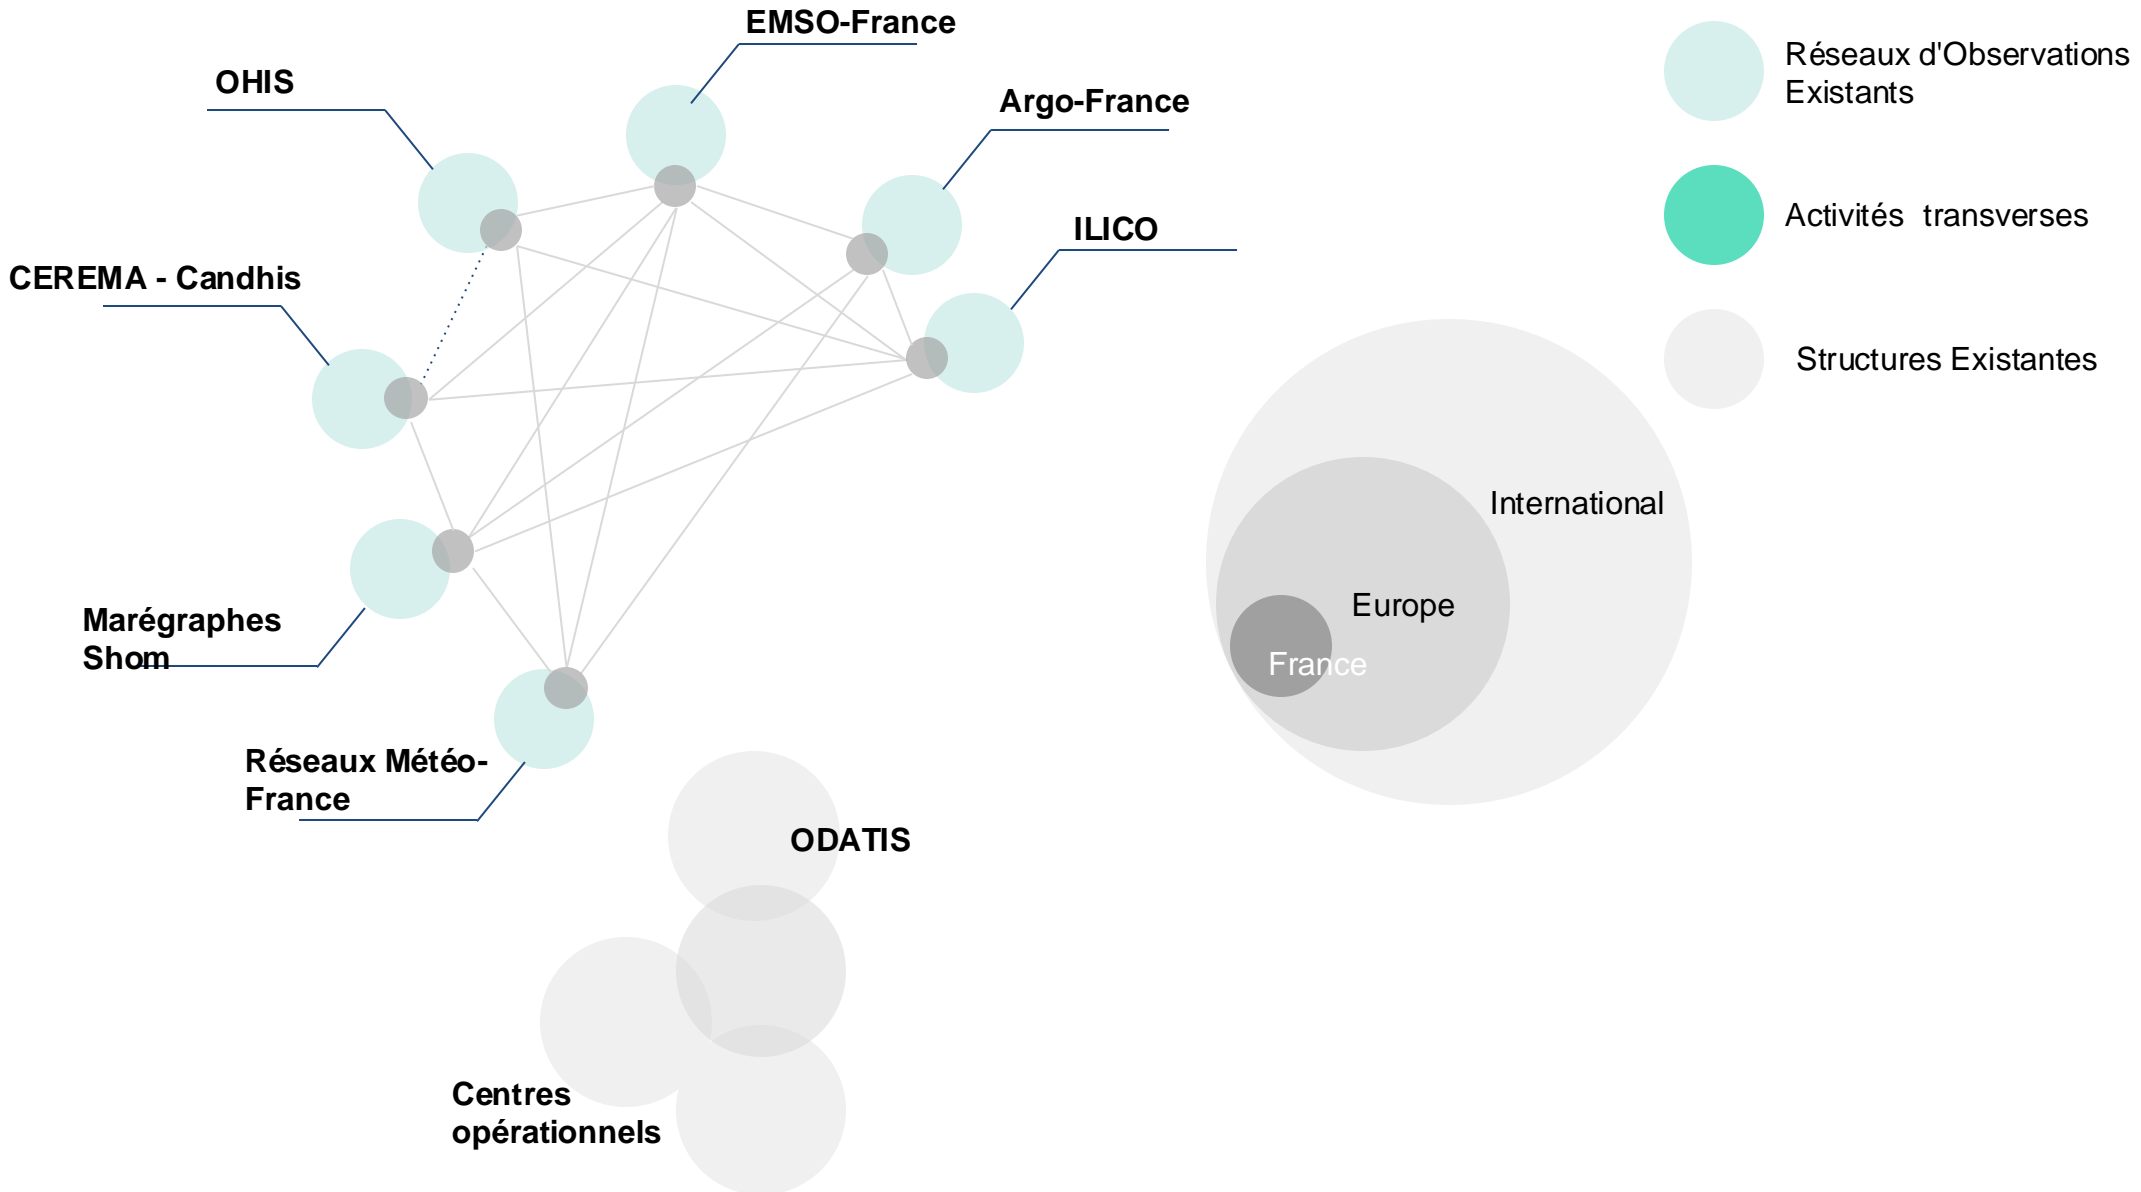 EMSO-France
OHIS
Argo-France
ILICO
CEREMA - Candhis
Marégraphes
Shom
Réseaux Météo-
France
ODATIS
Centres
opérationnels
Réseaux d'Observations
Existants
Activités transverses
Structures Existantes
International
Europe
France